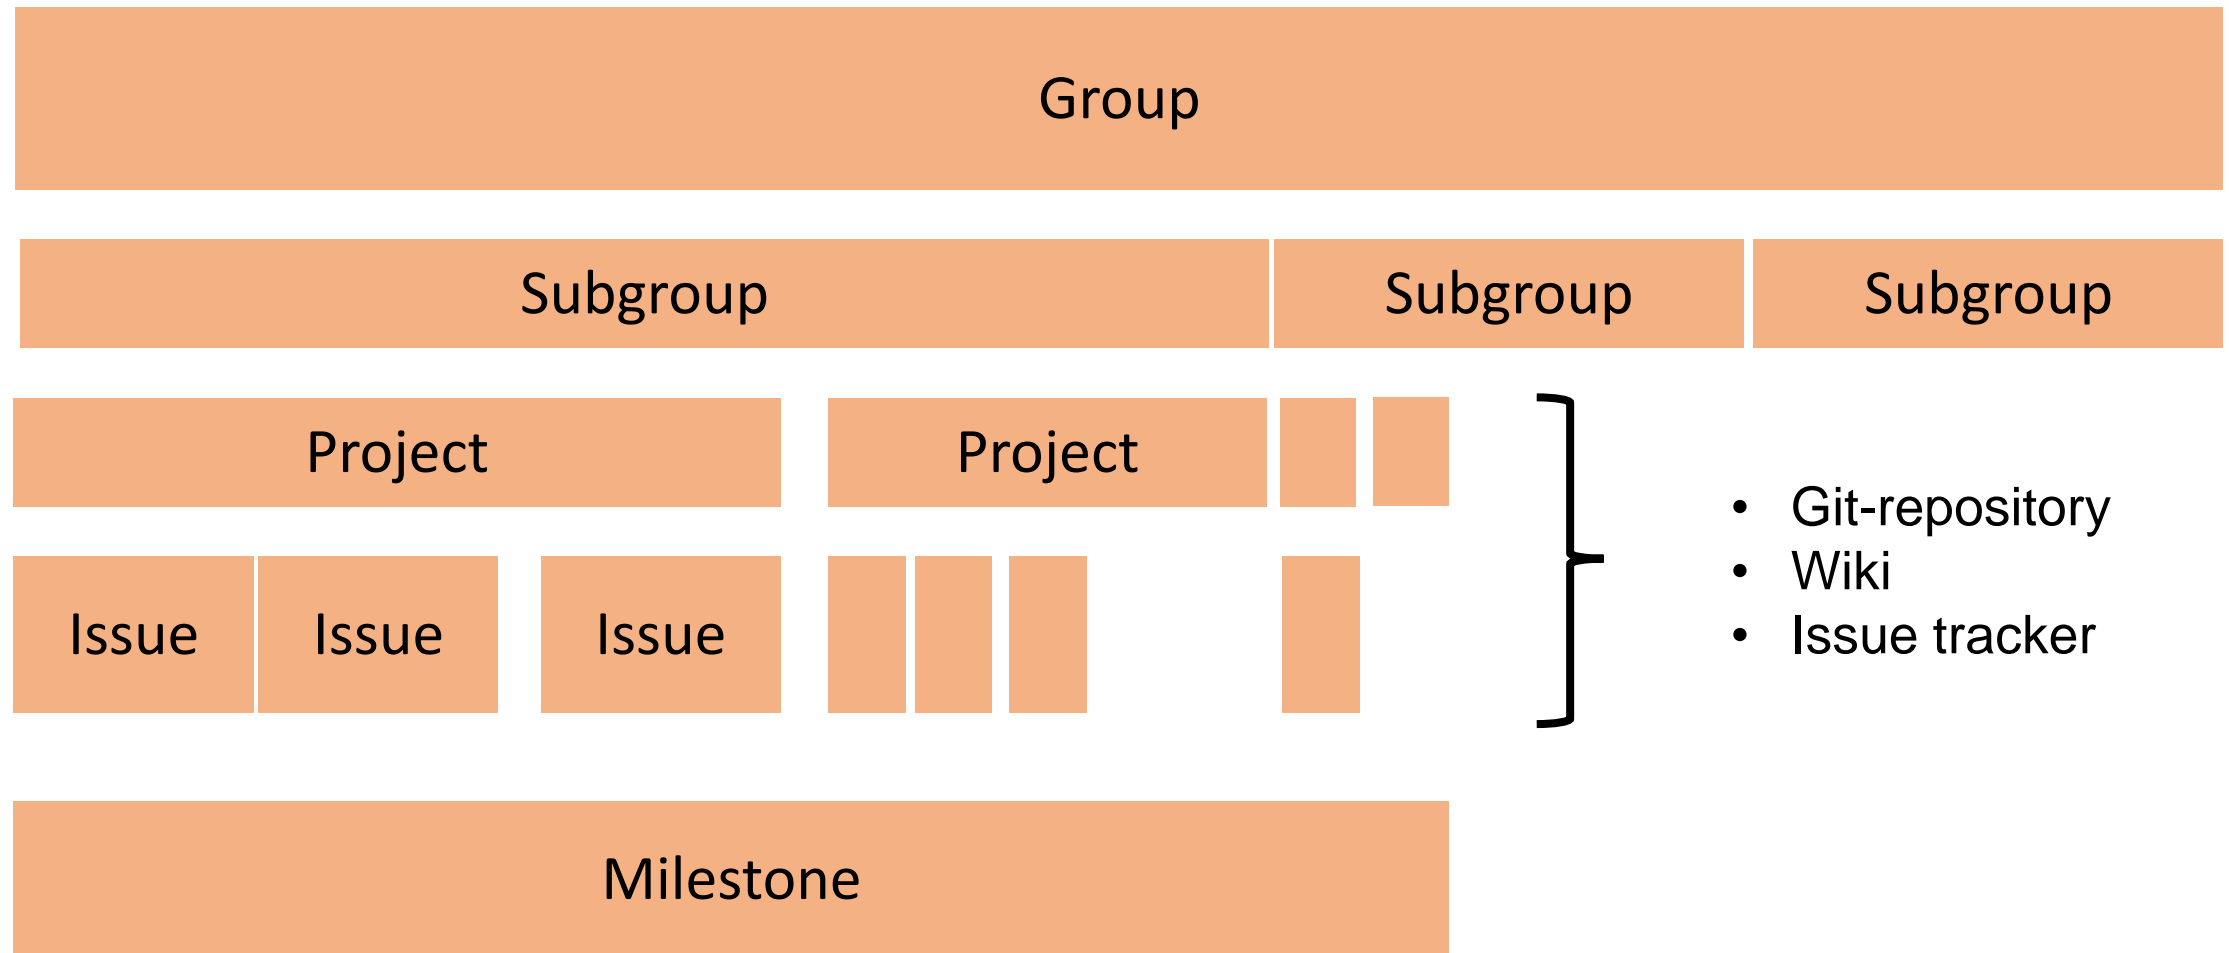 Group
Subgroup
Subgroup
Subgroup
Project
Project
• Git-repository
• Wiki
• Issue tracker
Issue
Issue
Issue
Milestone